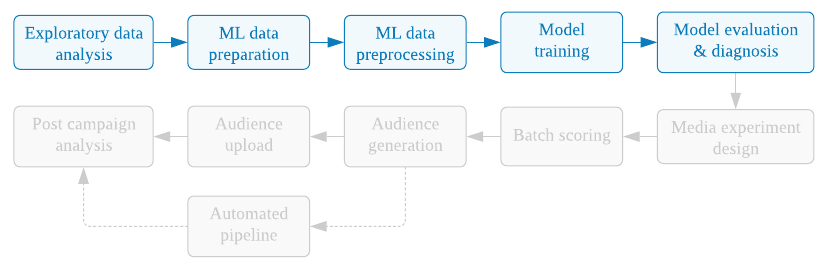 Exploratory data
analysis
ML data
preparation
ML data
preprocessing
Model
training
Model evaluation
& diagnosis
Post campaign
analysis
Audience
upload
Audience
generation
Batch scoring
Media experiment
design
Automated
pipeline